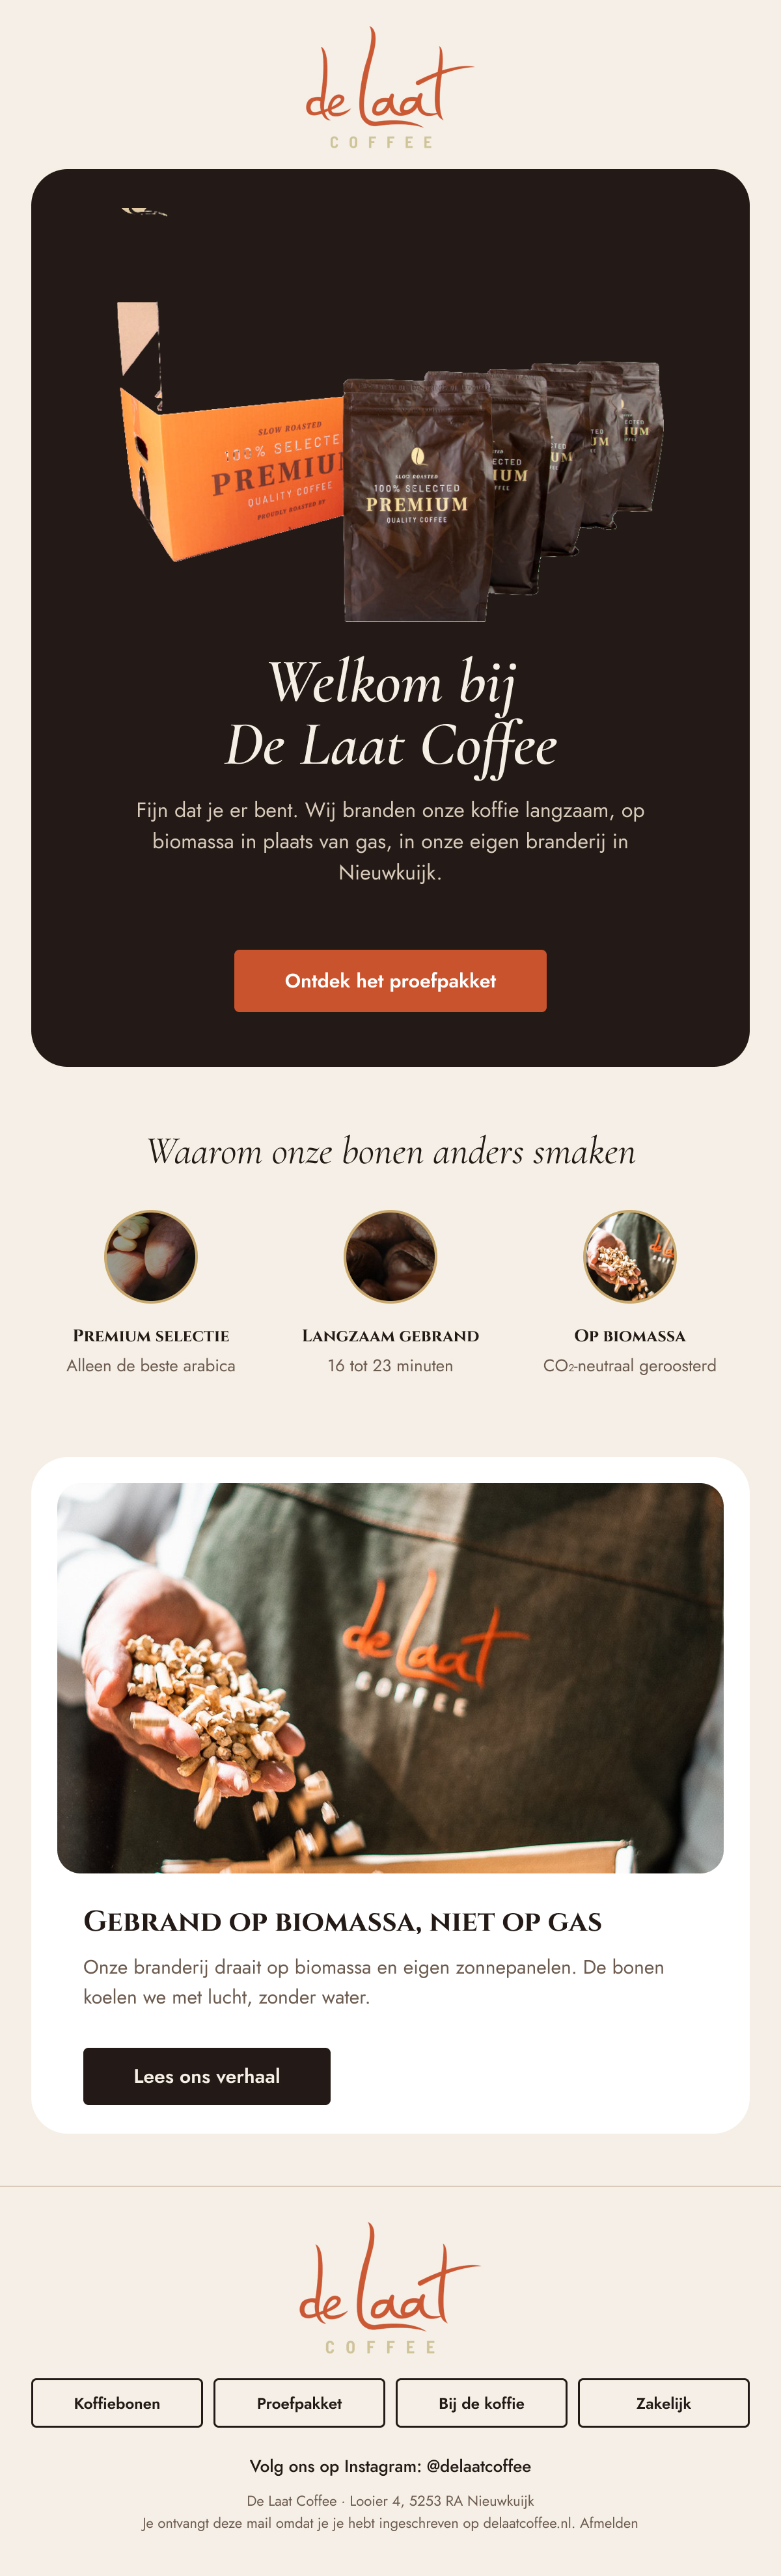 de Laat
COFFEE
SLOW ROASTED
100% SELECTE
PREMIUM
QUALITY COFFEE
PROUDLY ROASTED BY
SLOW ROASTED
100% SELECTED
PREMIUM
QUALITY COFFEE
Welkom bij
De Laat Coffee
Fijn dat je er bent. Wij branden onze koffie langzaam, op
biomassa in plaats van gas, in onze eigen branderij in
Nieuwkuijk.
Ontdek het proefpakket
Waarom onze bonen anders smaken
Premium selectie
Langzaam gebrand
Op biomassa
Alleen de beste arabica
16 tot 23 minuten
CO₂-neutraal geroosterd
de Laat
COFFEE
Gebrand op biomassa, niet op gas
Onze branderij draait op biomassa en eigen zonnepanelen. De bonen
koelen we met lucht, zonder water.
Lees ons verhaal
de Laat
COFFEE
Koffiebonen
Proefpakket
Bij de koffie
Zakelijk
Volg ons op Instagram: @delaatcoffee
De Laat Coffee · Looier 4, 5253 RA Nieuwkuijk
Je ontvangt deze mail omdat je je hebt ingeschreven op delaatcoffee.nl. Afmelden